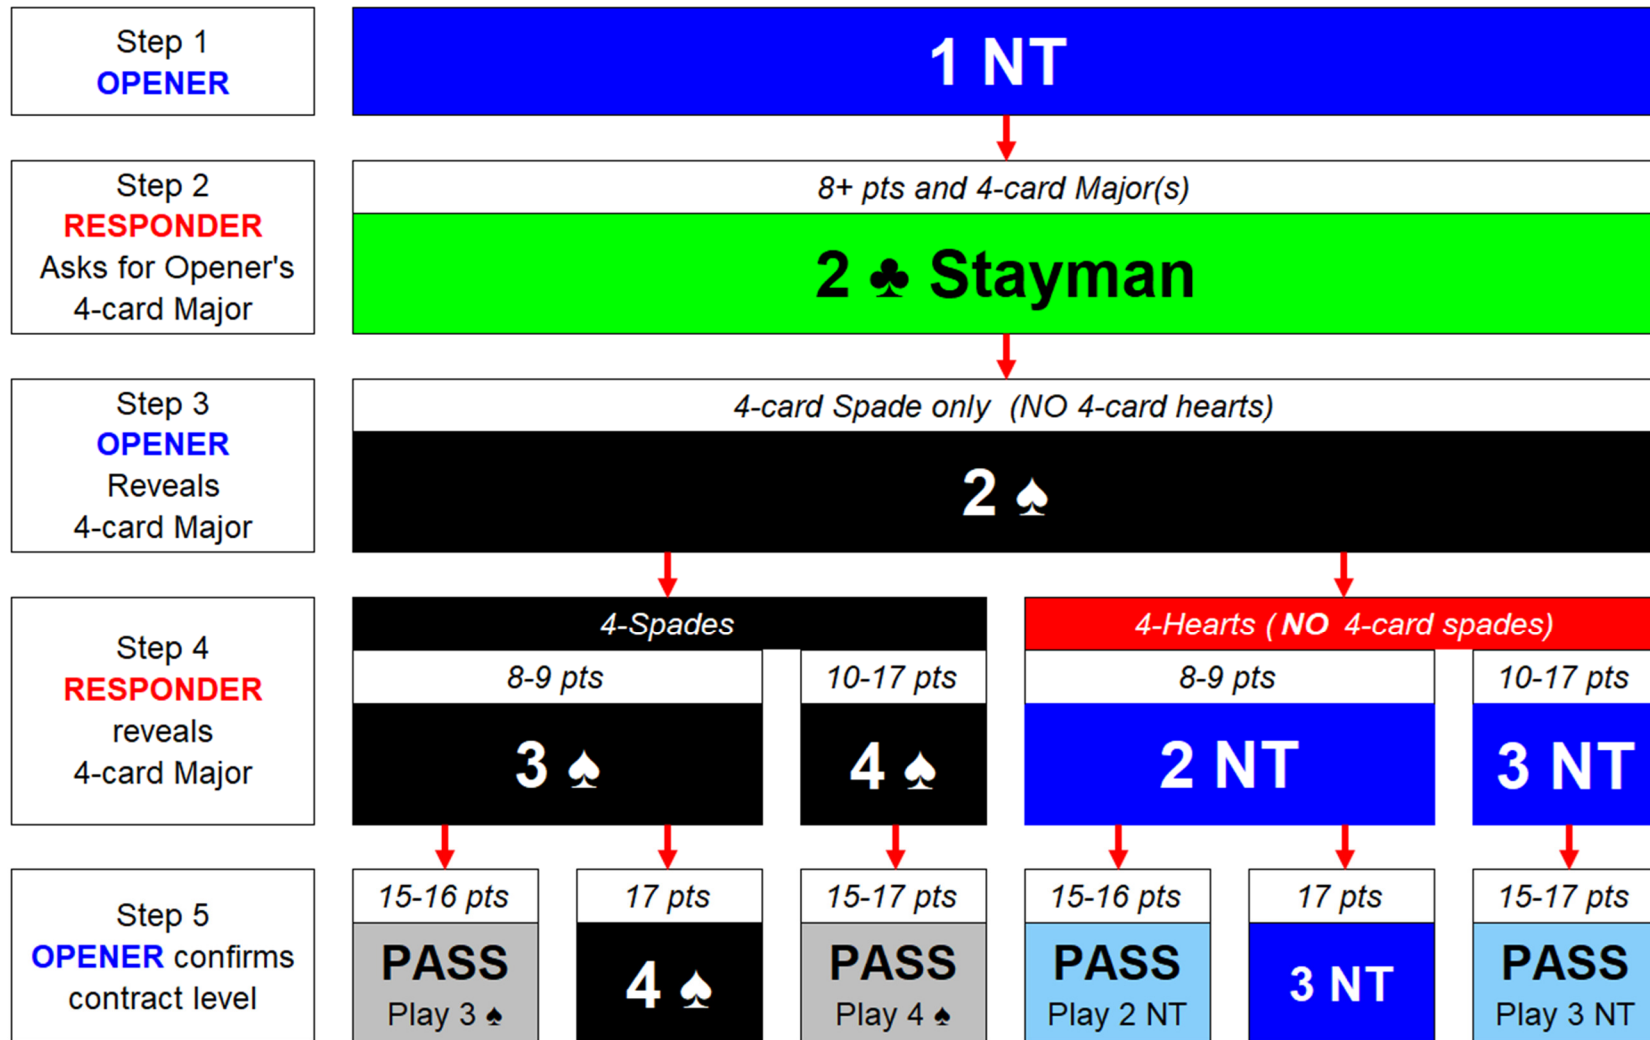 Step 1
OPENER
1 NT
Step 2
RESPONDER
Asks for Opener's
4-card Major
8+ pts and 4-card Major(s)
2 ♣ Stayman
Step 3
OPENER
Reveals
4-card Major
4-card Spade only (NO 4-card hearts)
2 ♠
Step 4
RESPONDER
reveals
4-card Major
4-Spades
4-Hearts ( NO 4-card spades)
8-9 pts
10-17 pts
8-9 pts
10-17 pts
3 ♠
4 ♠
2 NT
3 NT
Step 5
OPENER confirms
contract level
15-16 pts
17 pts
15-17 pts
15-16 pts
17 pts
15-17 pts
PASS
Play 3 ♠
4 ♠
PASS
Play 4 ♠
PASS
Play 2 NT
3 NT
PASS
Play 3 NT